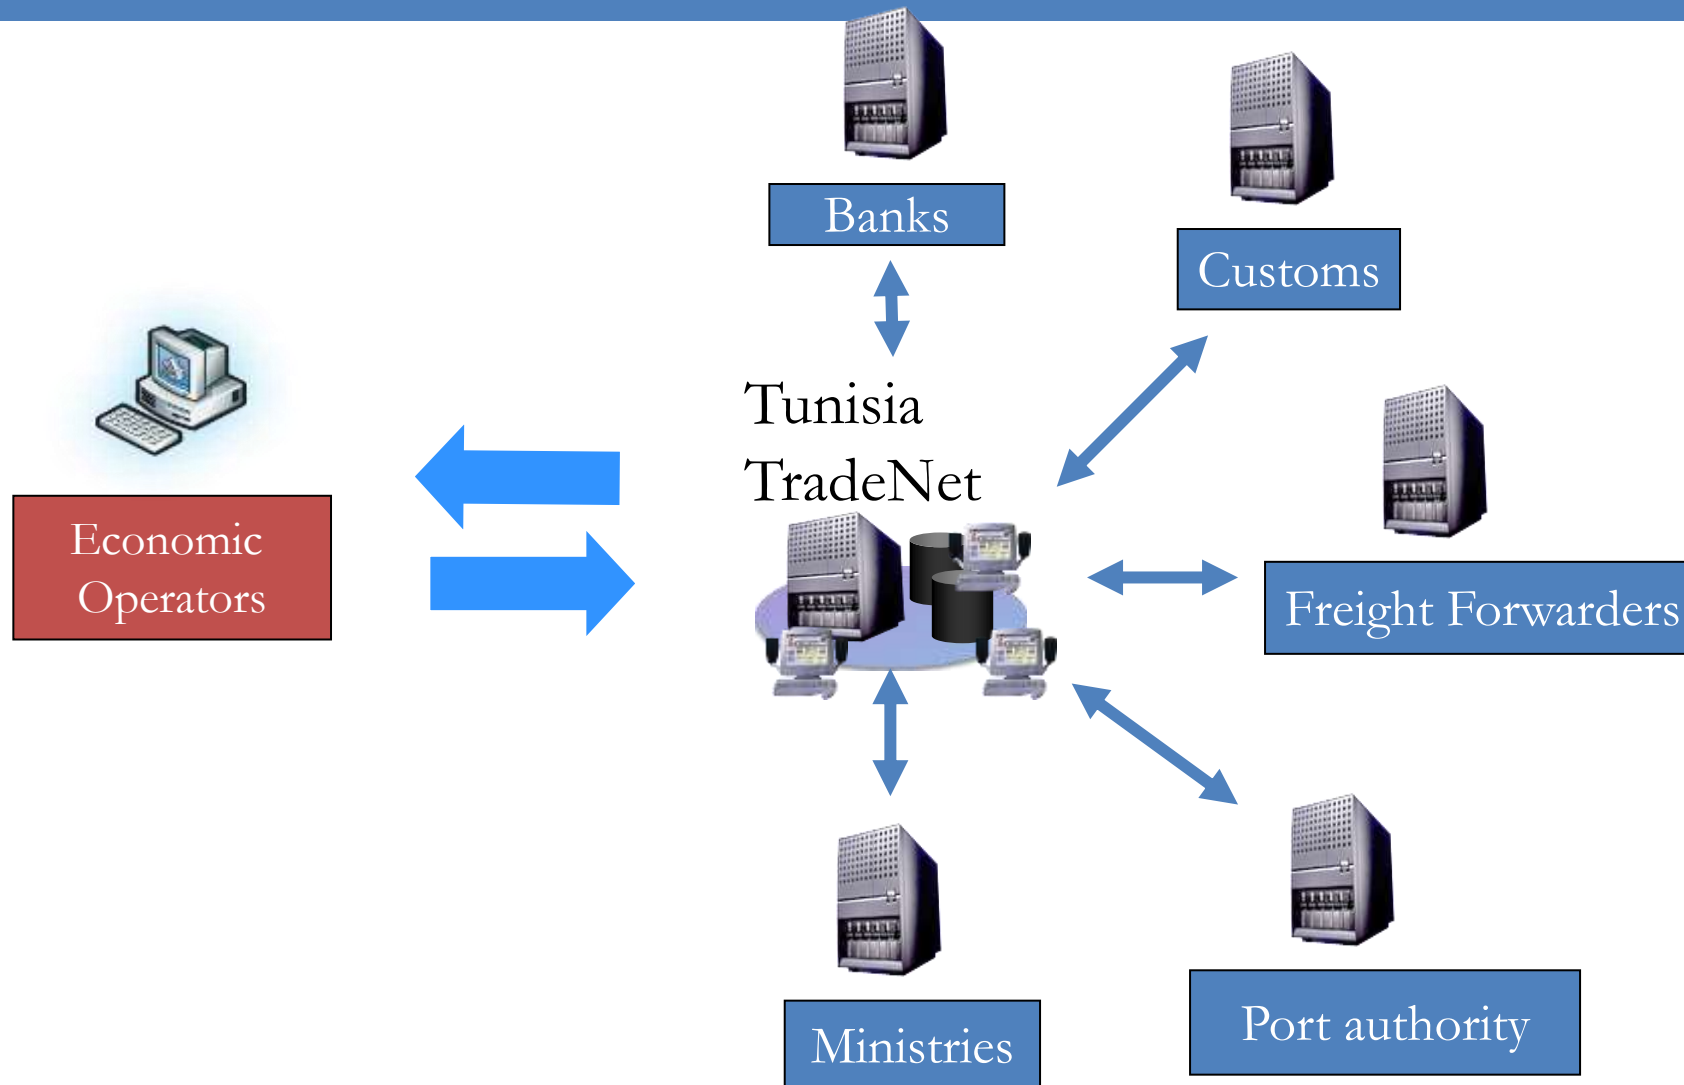 Banks
Customs
Tunisia
TradeNet
Economic
Operators
Freight Forwarders
Port authority
Ministries